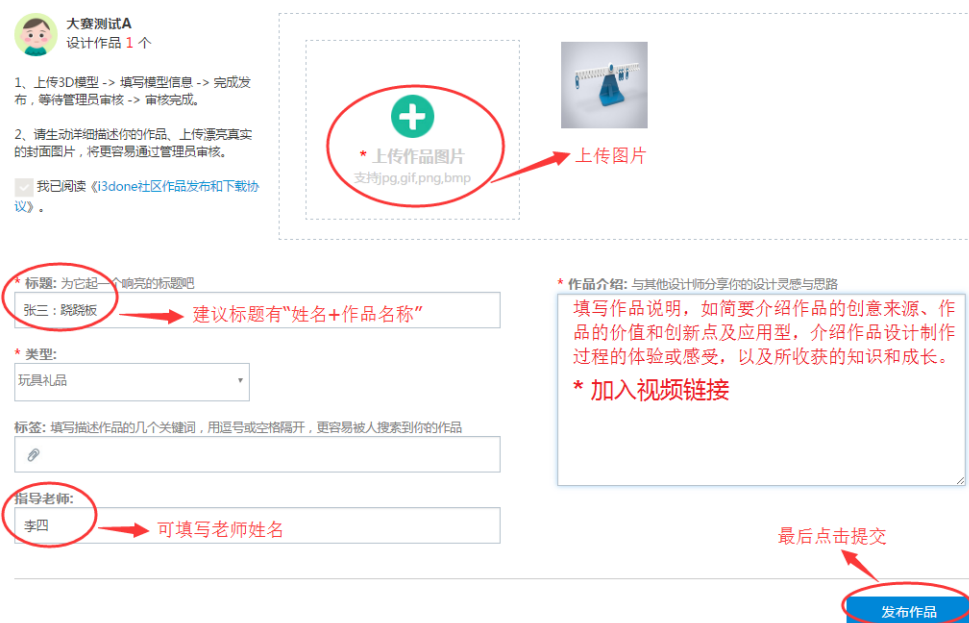 大赛测试A
设计作品 1 个
1、上传3D模型 -> 填写模型信息 -> 完成发
布，等待管理员审核 -> 审核完成。
2、请生动详细描述你的作品、上传漂亮真实
的封面图片，将更容易通过管理员审核。
我已阅读《i3done社区作品发布和下载协
议》。
* 上传作品图片
支持jpg,gif,png,bmp
上传图片
* 标题: 为它起一个响亮的标题吧
张三：跷跷板
建议标题有“姓名+作品名称”
* 类型:
玩具礼品
标签: 填写描述作品的几个关键词，用逗号或空格隔开，更容易被人搜索到你的作品
指导老师:
李四
可填写老师姓名
* 作品介绍: 与其他设计师分享你的设计灵感与思路
填写作品说明，如简要介绍作品的创意来源、作
品的价值和创新点及应用型，介绍作品设计制作
过程的体验或感受，以及所收获的知识和成长。
* 加入视频链接
最后点击提交
发布作品